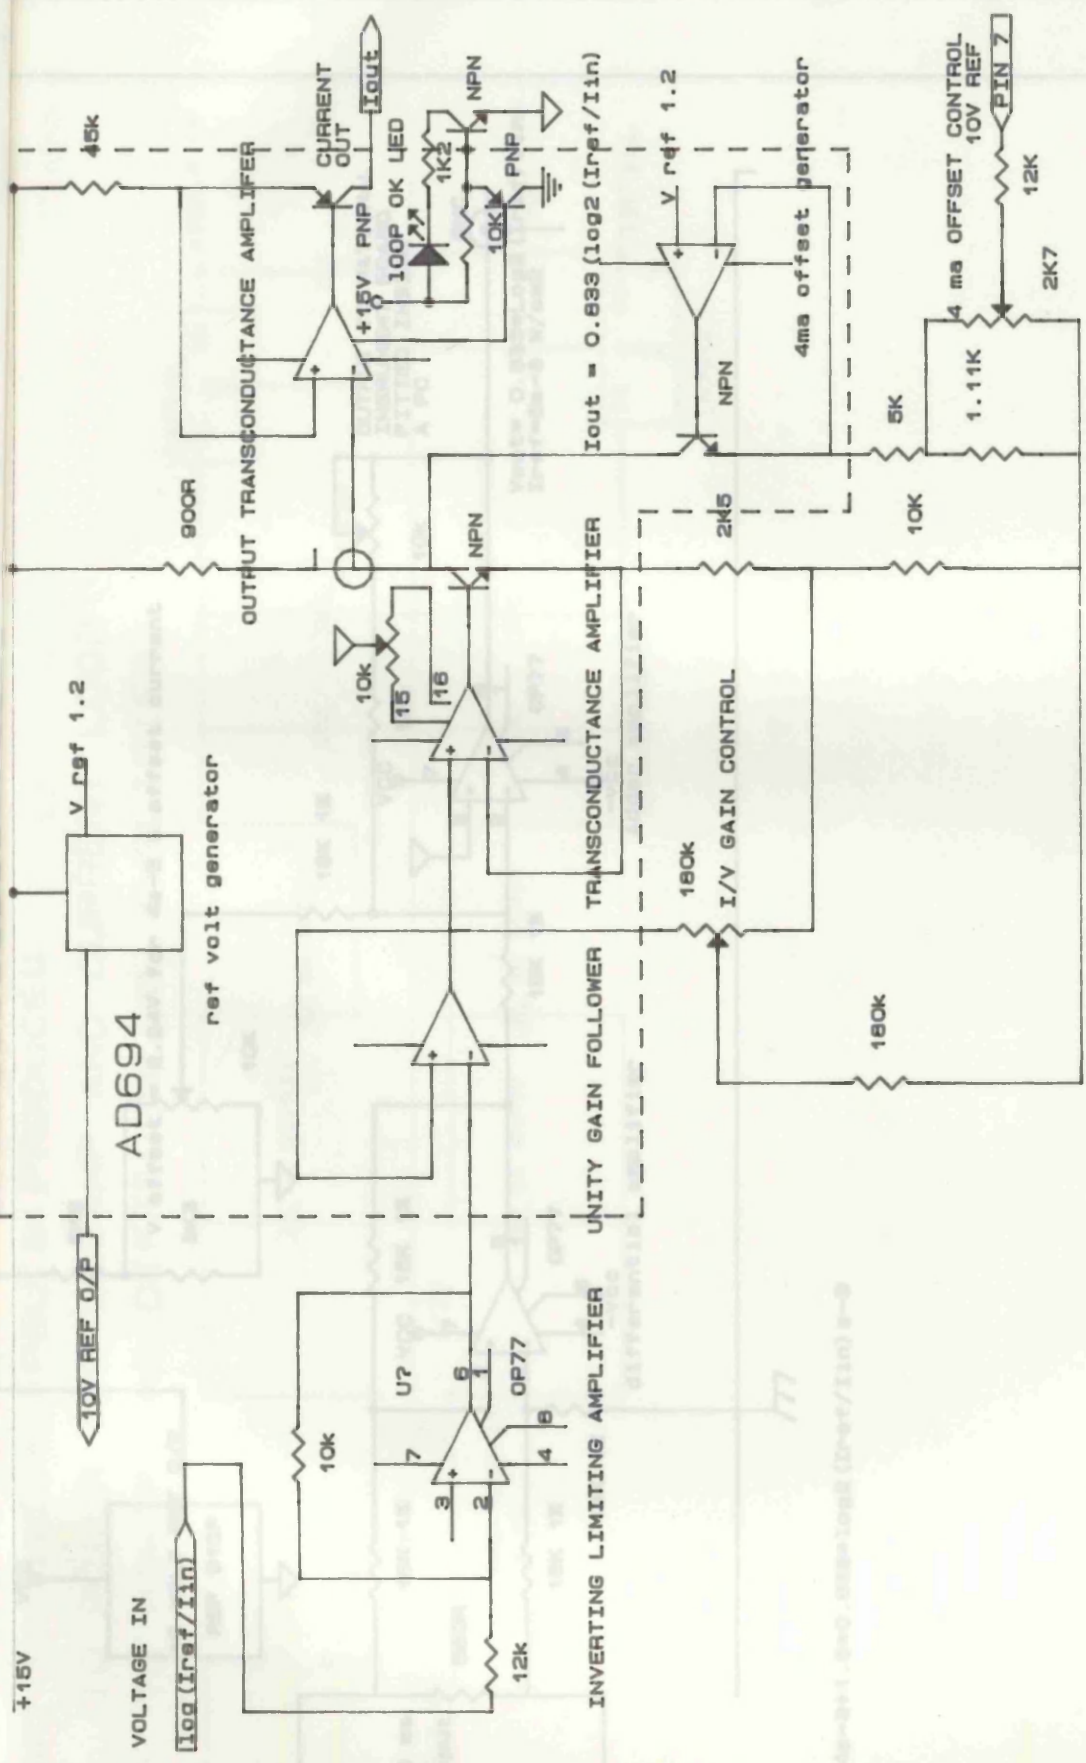 +15V
VOLTAGE IN
log(Iref/Iin)
10V REF O/P
AD694
V ref 1.2
ref volt generator
12k
10k
U?
7
3
2
6
1
OP77
8
4
INVERTING LIMITING AMPLIFIER
UNITY GAIN FOLLOWER
TRANSCONDUCTANCE AMPLIFIER
+
-
10k
15
16
+
-
NPN
900R
OUTPUT TRANSCONDUCTANCE AMPLIFER
45k
+
-
CURRENT
OUT
Iout
+15V PNP
LOOP OK LED
1K2
NPN
10K
PNP
Iout = 0.833(log2(Iref/Iin)
V ref 1.2
+
-
NPN
4ma offset generator
180k
I/V GAIN CONTROL
180k
2K5
10K
5K
1.11K
4 ma OFFSET CONTROL
10V REF
PIN 7
12K
2K7